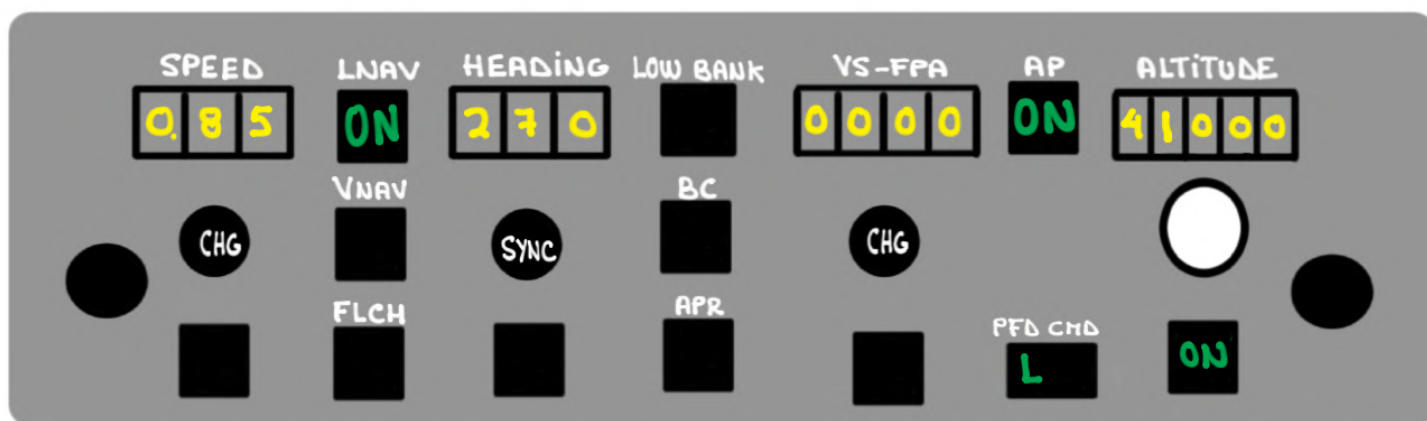 SPEED LNAV HEADING LOW BANK VS-FPA AP ALTITUDE
0.85 ON 270 0000 ON 41000
VNAV BC
CHG SYNC CHG
FLCH APR PFD CMD
L ON